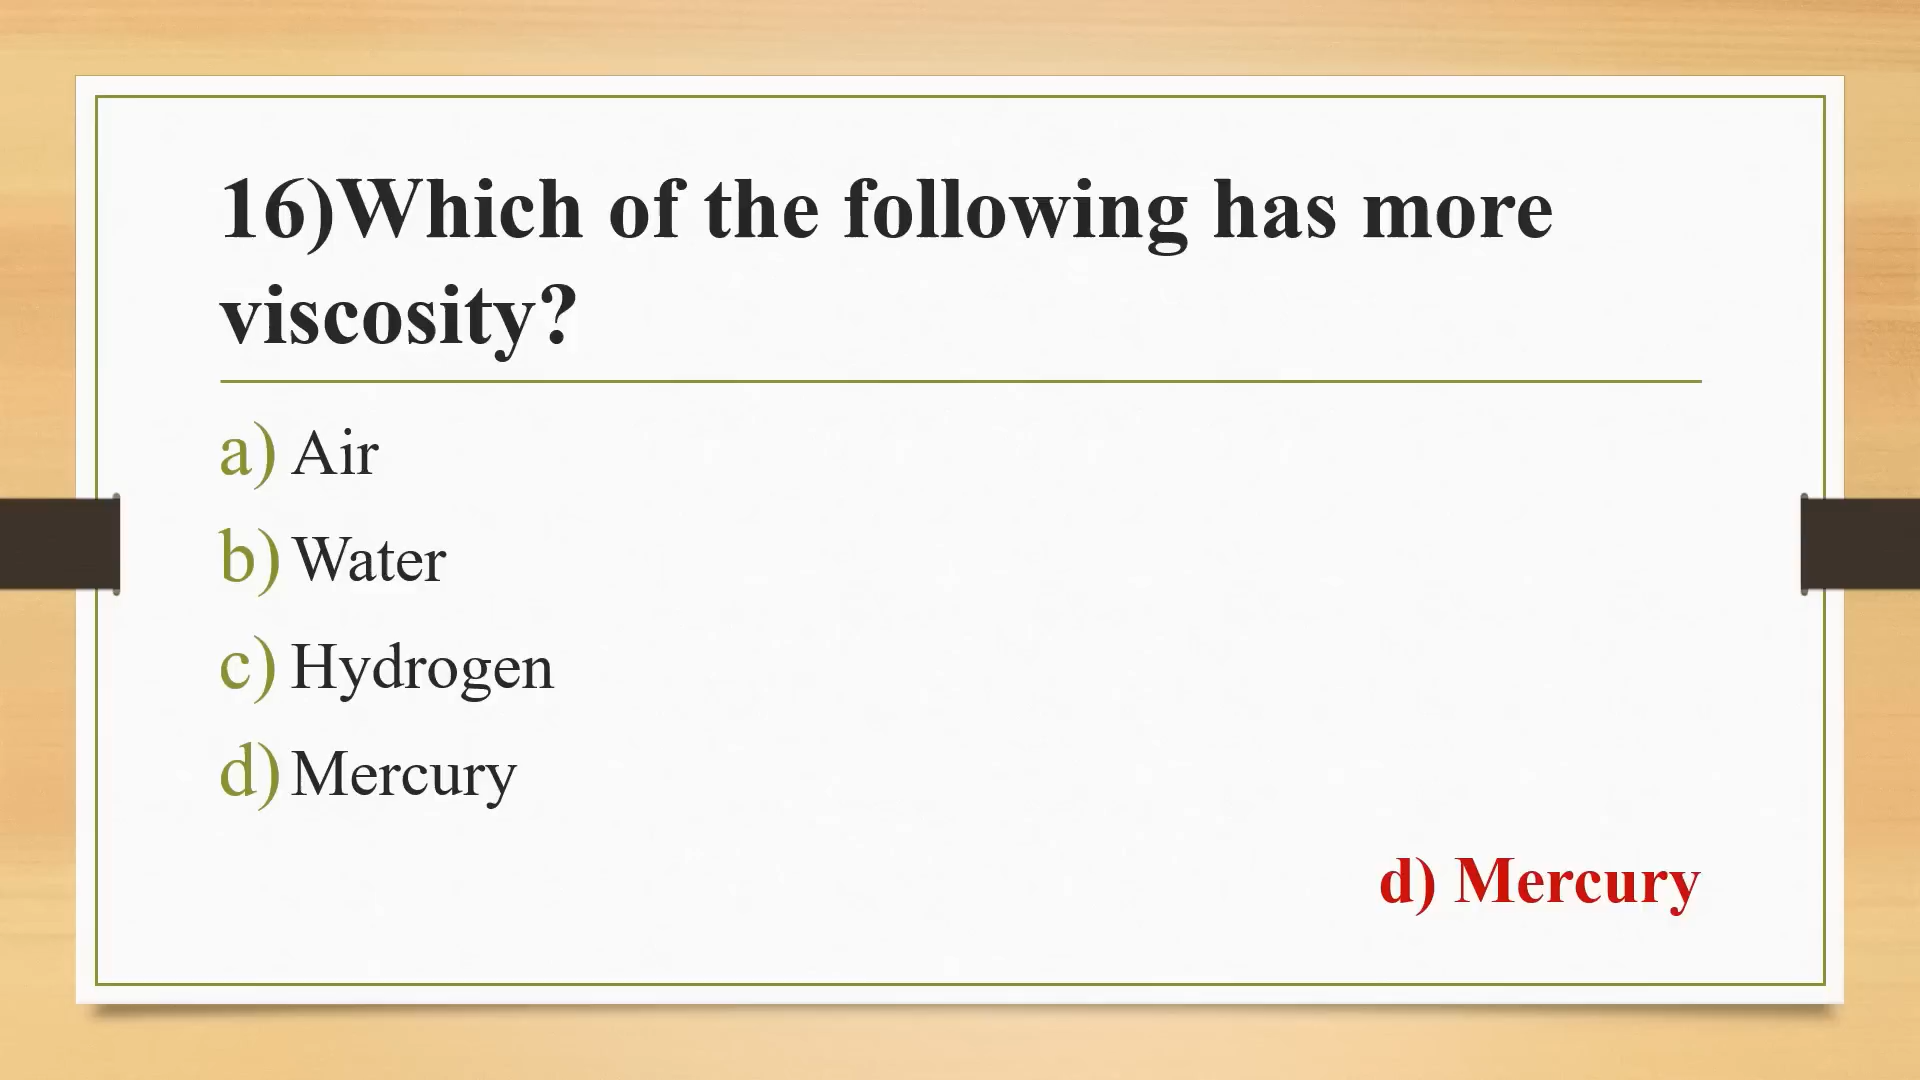 16)Which of the following has more
viscosity?
a) Air
b) Water
c) Hydrogen
d) Mercury
d) Mercury